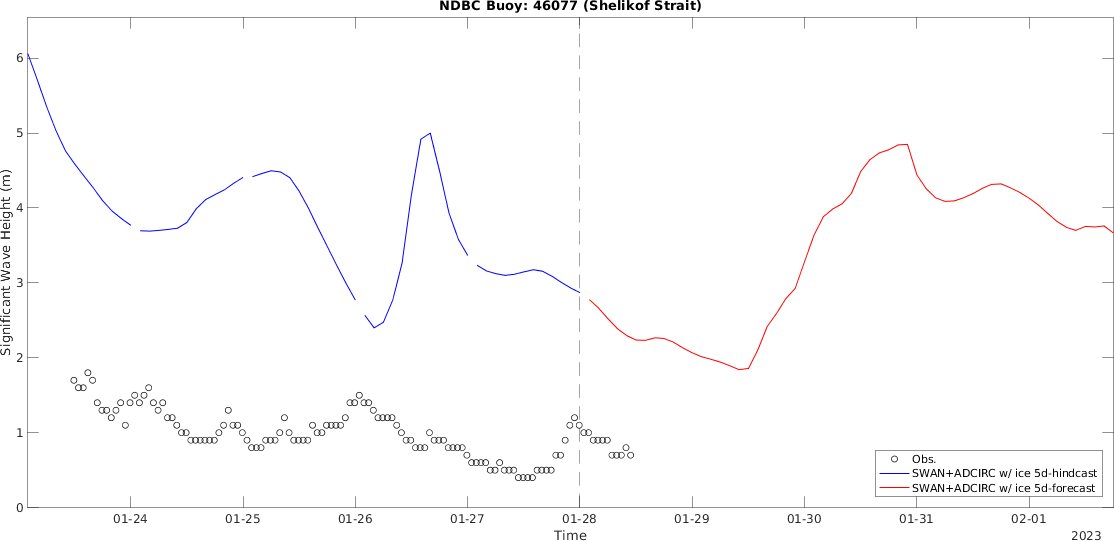 NDBC Buoy: 46077 (Shelikof Strait)
Significant Wave Height (m)
6
5
4
3
2
1
0
Obs.
SWAN+ADCIRC w/ ice 5d-hindcast
SWAN+ADCIRC w/ ice 5d-forecast
01-24 01-25 01-26 01-27 01-28 01-29 01-30 01-31 02-01
Time
2023